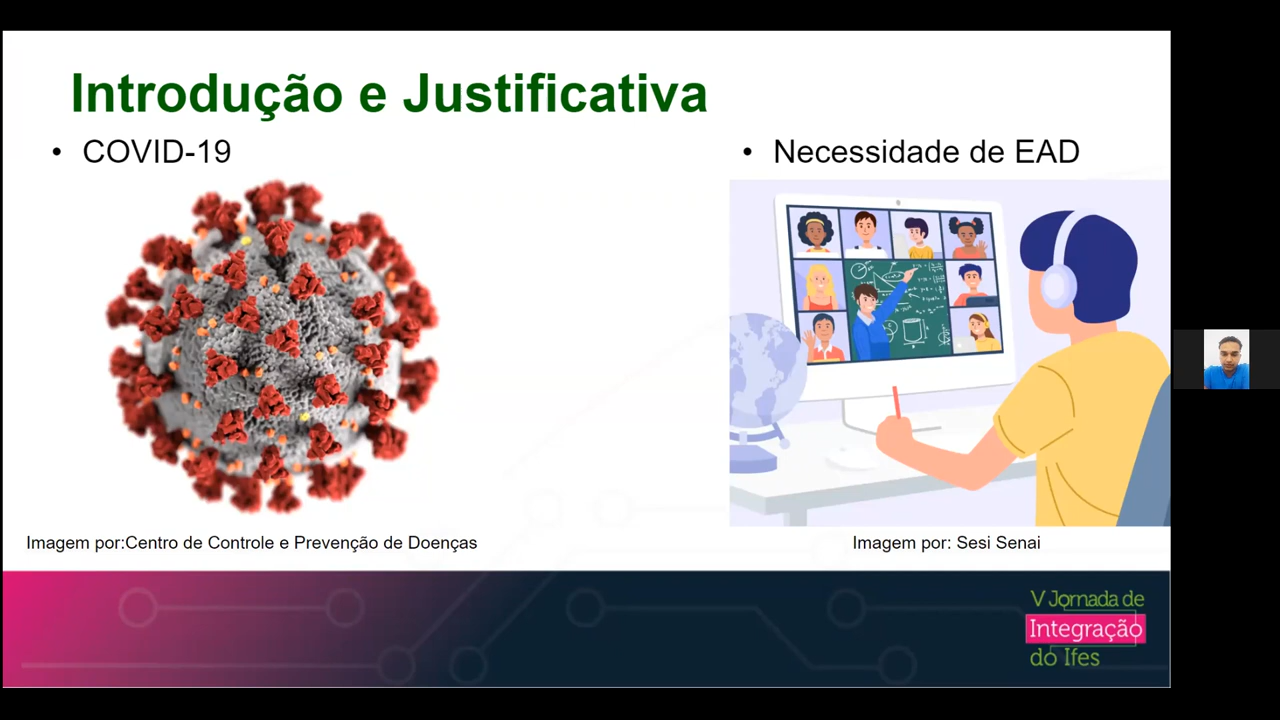 Introdução e Justificativa
• COVID-19
• Necessidade de EAD
Imagem por:Centro de Controle e Prevenção de Doenças
Imagem por: Sesi Senai
V Jornada de
Integração
do Ifes